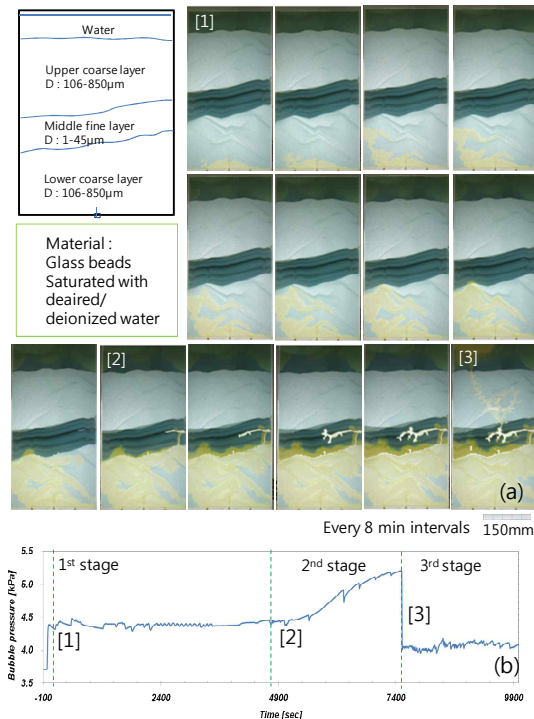 Water
Upper coarse layer
D : 106-850µm
Middle fine layer
D : 1-45µm
Lower coarse layer
D : 106-850µm
Material :
Glass beads
Saturated with
deaired/
deionized water
[1]
[2]
[3]
(a)
Every 8 min intervals
150mm
5.5
5.0
4.5
4.0
3.5
Bubble pressure [kPa]
1st stage
2nd stage
3rd stage
[1]
[2]
[3]
(b)
-100
2400
4900
7400
9900
Time [sec]